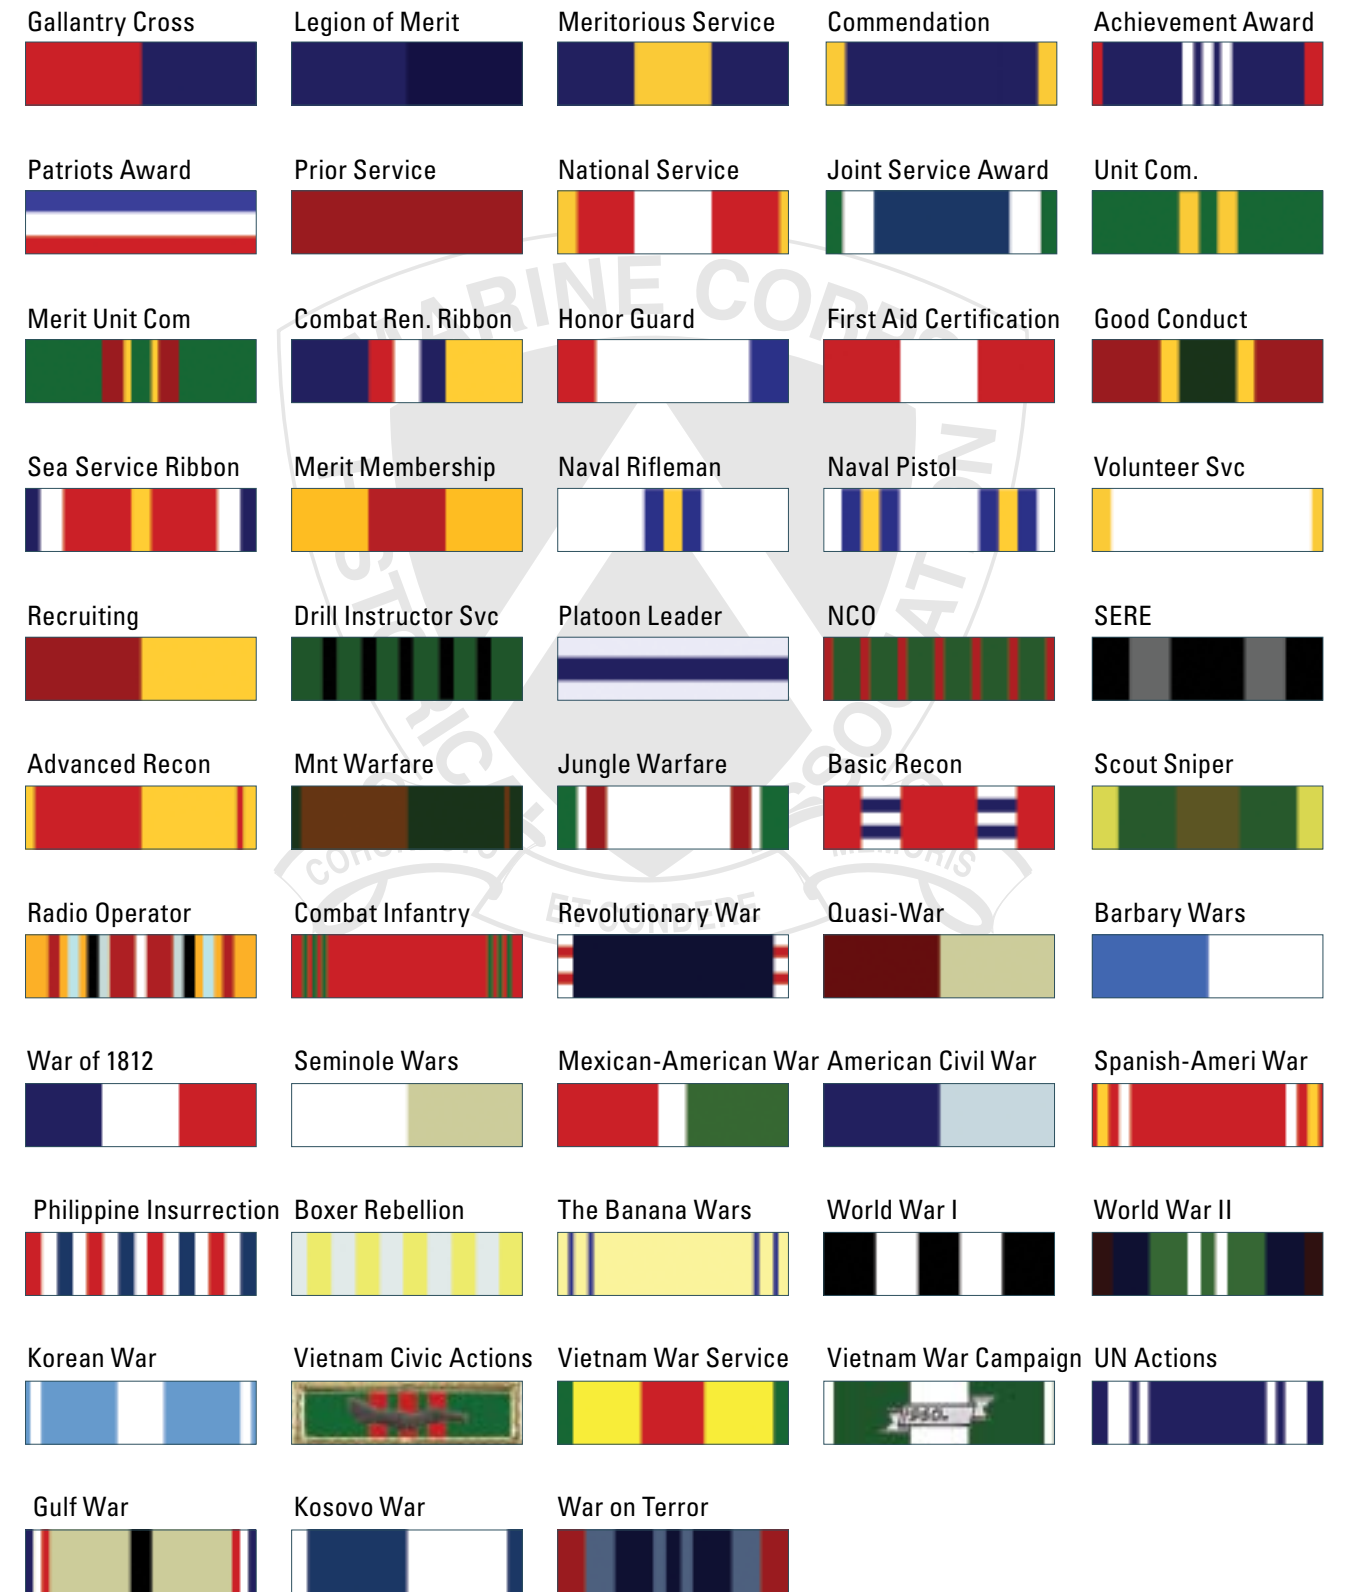 Gallantry Cross Legion of Merit Meritorious Service Commendation Achievement Award
Patriots Award Prior Service National Service Joint Service Award Unit Com.
MARINE CORPS
Merit Unit Com Combat Ren. Ribbon Honor Guard First Aid Certification Good Conduct
Sea Service Ribbon Merit Membership Naval Rifleman Naval Pistol Volunteer Svc
Recruiting Drill Instructor Svc Platoon Leader NCO SERE
Advanced Recon Mnt Warfare Jungle Warfare Basic Recon Scout Sniper
Radio Operator Combat Infantry Revolutionary War Quasi-War Barbary Wars
ET CONDERE
War of 1812 Seminole Wars Mexican-American War American Civil War Spanish-Ameri War
Philippine Insurrection Boxer Rebellion The Banana Wars World War I World War II
Korean War Vietnam Civic Actions Vietnam War Service Vietnam War Campaign UN Actions
Gulf War Kosovo War War on Terror